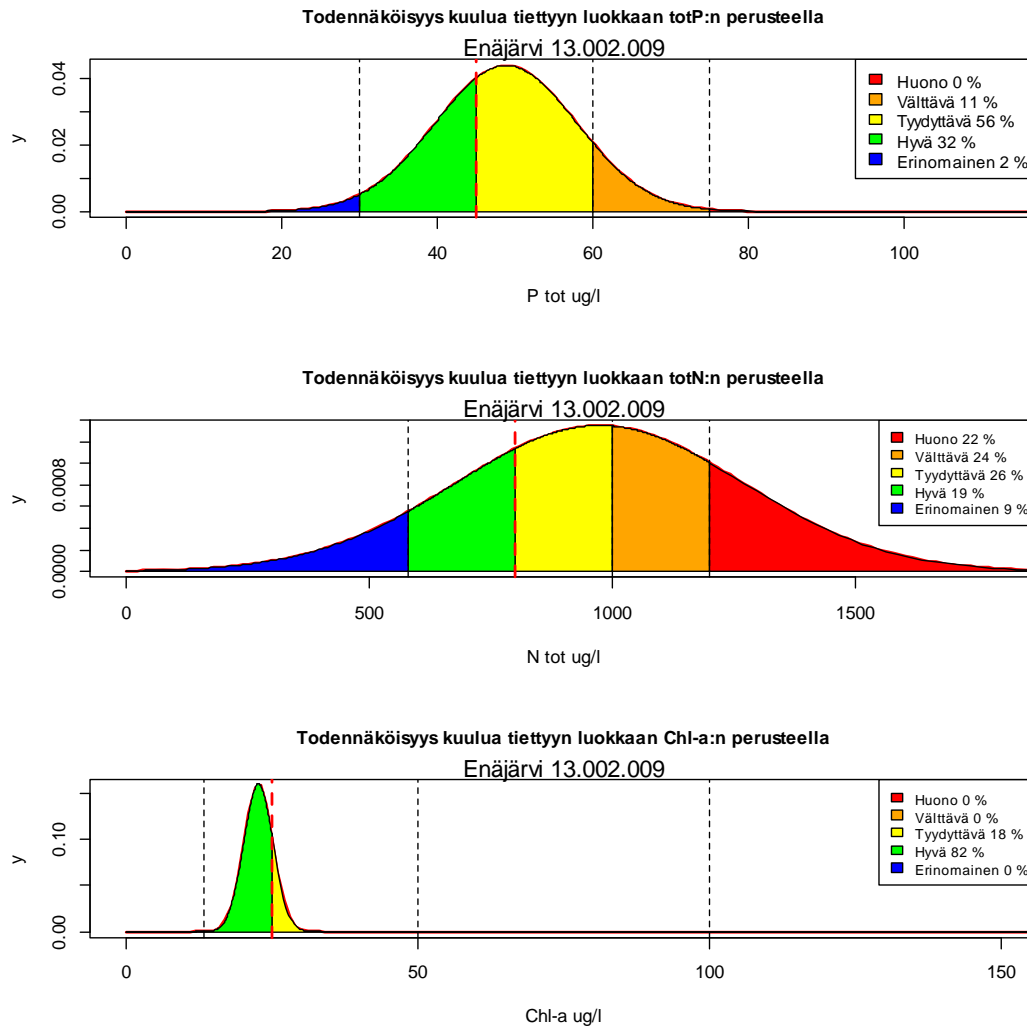 Todennäköisyys kuulua tiettyyn luokkaan totP:n perusteella
Enäjärvi 13.002.009
y
0.00
0.02
0.04
Huono 0 %
Välttävä 11 %
Tyydyttävä 56 %
Hyvä 32 %
Erinomainen 2 %
0
20
40
60
80
100
P tot ug/l
Todennäköisyys kuulua tiettyyn luokkaan totN:n perusteella
Enäjärvi 13.002.009
y
0.0000
0.0008
Huono 22 %
Välttävä 24 %
Tyydyttävä 26 %
Hyvä 19 %
Erinomainen 9 %
0
500
1000
1500
N tot ug/l
Todennäköisyys kuulua tiettyyn luokkaan Chl-a:n perusteella
Enäjärvi 13.002.009
y
0.00
0.10
Huono 0 %
Välttävä 0 %
Tyydyttävä 18 %
Hyvä 82 %
Erinomainen 0 %
0
50
100
150
Chl-a ug/l